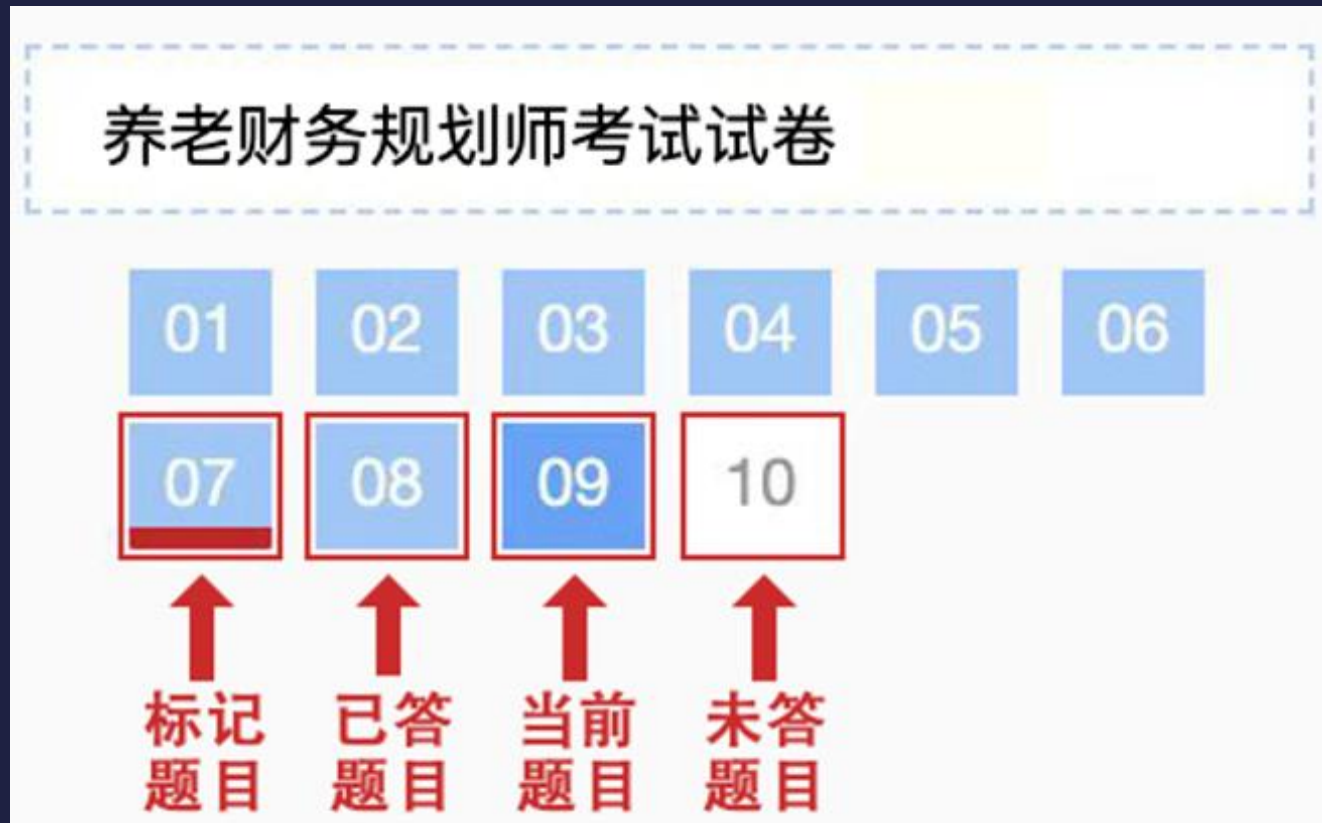 养老财务规划师考试试卷
01 02 03 04 05 06
07 08 09 10
标记 已答 当前 未答
题目 题目 题目 题目